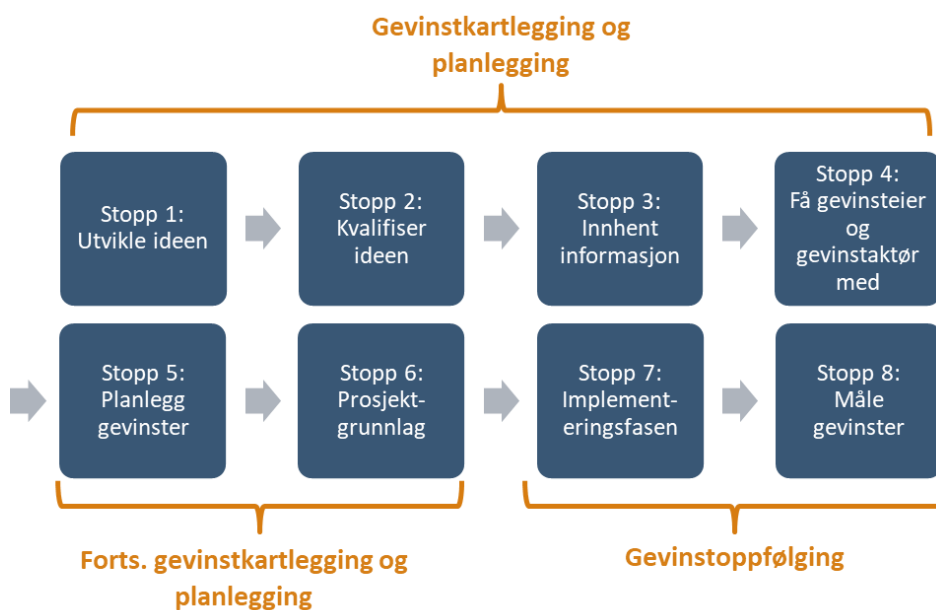 Gevinstkartlegging og
planlegging
Stopp 1:
Utvikle ideen
Stopp 2:
Kvalifiser
ideen
Stopp 3:
Innhent
informasjon
Stopp 4:
Få gevinsteier
og
gevinstaktør
med
Stopp 5:
Planlegg
gevinster
Stopp 6:
Prosjekt-
grunnlag
Stopp 7:
Implement-
eringsfasen
Stopp 8:
Måle
gevinster
Forts. gevinstkartlegging og
planlegging
Gevinstoppfølging